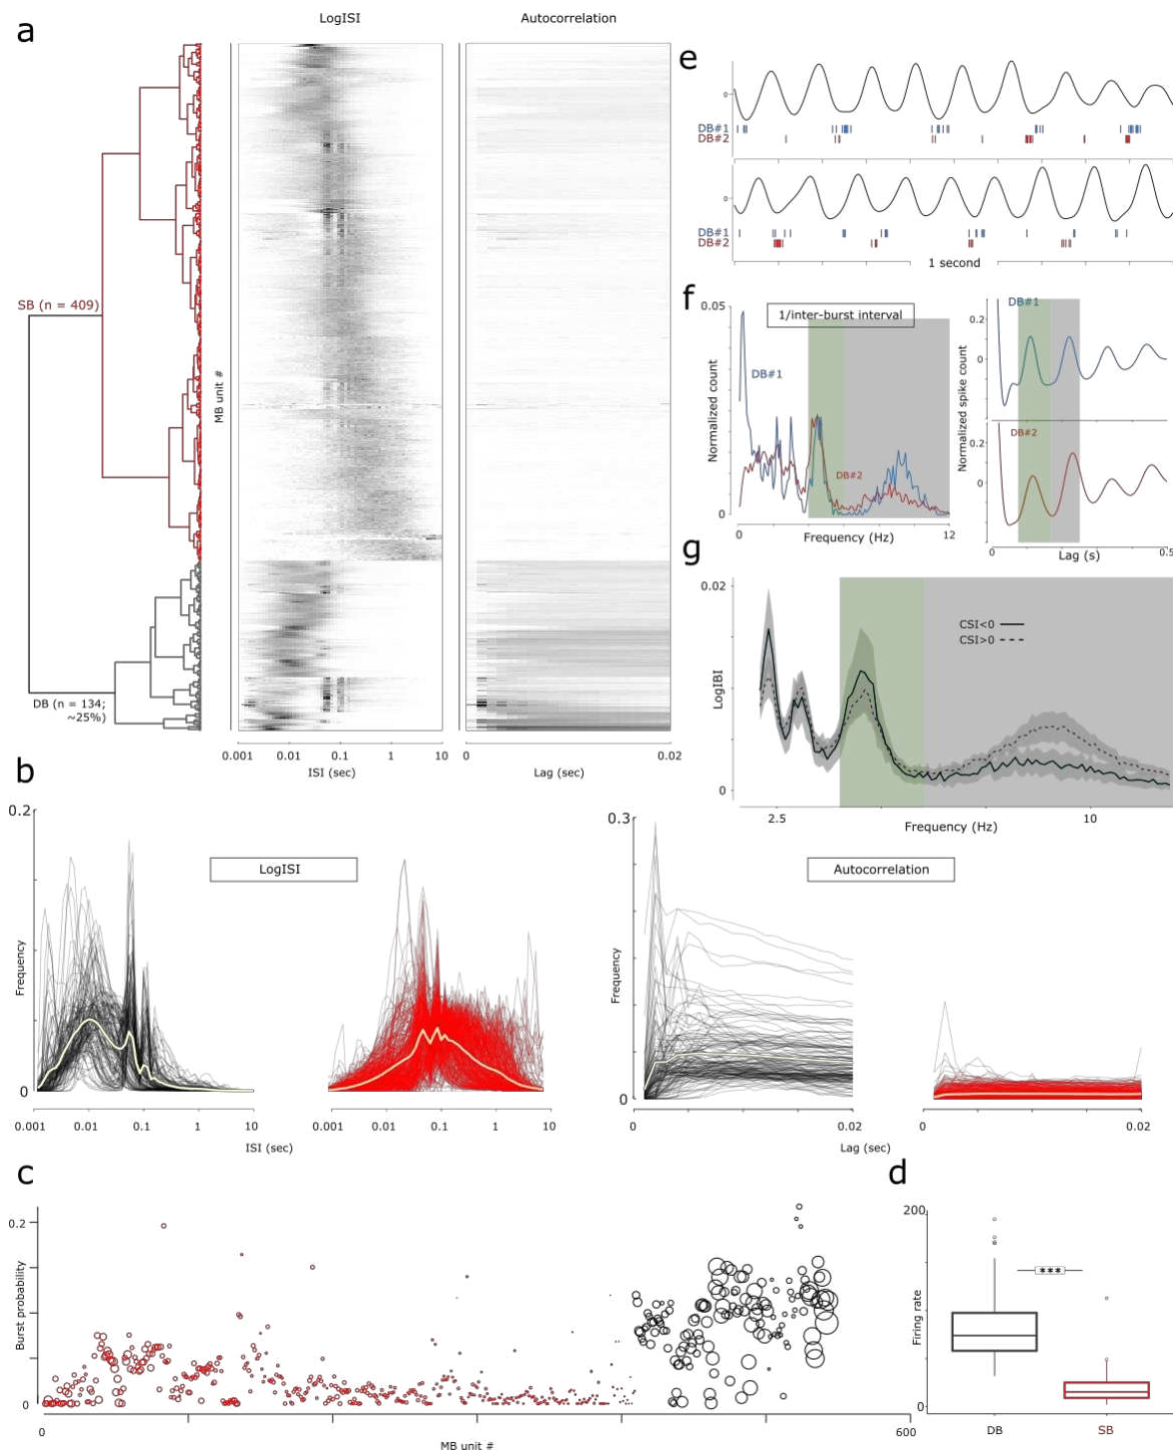 a
LogISI
Autocorrelation
SB (n = 409)
MB unit #
DB (n = 134;
~25%)
0.001
0.01
0.1
1
10
ISI (sec)
0
0.02
Lag (sec)
e
0
DB#1
DB#2
0
DB#1
DB#2
1 second
f
0.05
1/inter-burst interval
DB#1
DB#2
Normalized count
0
0
12
Frequency (Hz)
DB#1
0.2
0
Normalized spike count
DB#2
0.2
0
0
0.5
Lag (s)
g
0.02
CSI<0
CSI>0
LogIBI
0
2.5
10
Frequency (Hz)
b
0.2
LogISI
Frequency
0
0.001
0.01
0.1
1
10
0.001
0.01
0.1
1
10
ISI (sec)
0.3
Autocorrelation
Frequency
0
0
0.02
0
0.02
Lag (sec)
c
0.2
Burst probability
0
0
600
MB unit #
d
200
***
Firing rate
0
DB
SB